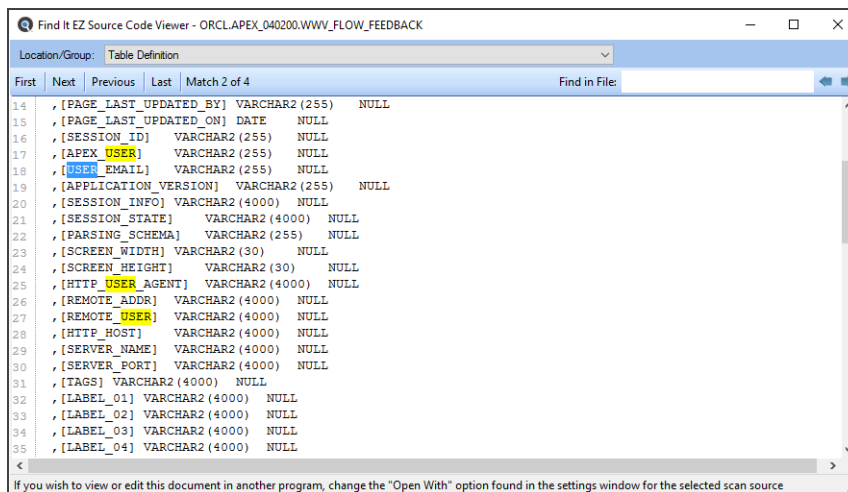 Find It EZ Source Code Viewer - ORCL.APEX_040200.WWV_FLOW_FEEDBACK
Location/Group: Table Definition
First Next Previous Last Match 2 of 4 Find in File:
14 ,[PAGE_LAST_UPDATED_BY] VARCHAR2(255) NULL
15 ,[PAGE_LAST_UPDATED_ON] DATE NULL
16 ,[SESSION_ID] VARCHAR2(255) NULL
17 ,[APEX_USER] VARCHAR2(255) NULL
18 ,[USER_EMAIL] VARCHAR2(255) NULL
19 ,[APPLICATION_VERSION] VARCHAR2(255) NULL
20 ,[SESSION_INFO] VARCHAR2(4000) NULL
21 ,[SESSION_STATE] VARCHAR2(4000) NULL
22 ,[PARSING_SCHEMA] VARCHAR2(255) NULL
23 ,[SCREEN_WIDTH] VARCHAR2(30) NULL
24 ,[SCREEN_HEIGHT] VARCHAR2(30) NULL
25 ,[HTTP_USER_AGENT] VARCHAR2(4000) NULL
26 ,[REMOTE_ADDR] VARCHAR2(4000) NULL
27 ,[REMOTE_USER] VARCHAR2(4000) NULL
28 ,[HTTP_HOST] VARCHAR2(4000) NULL
29 ,[SERVER_NAME] VARCHAR2(4000) NULL
30 ,[SERVER_PORT] VARCHAR2(4000) NULL
31 ,[TAGS] VARCHAR2(4000) NULL
32 ,[LABEL_01] VARCHAR2(4000) NULL
33 ,[LABEL_02] VARCHAR2(4000) NULL
34 ,[LABEL_03] VARCHAR2(4000) NULL
35 ,[LABEL_04] VARCHAR2(4000) NULL
If you wish to view or edit this document in another program, change the "Open With" option found in the settings window for the selected scan source